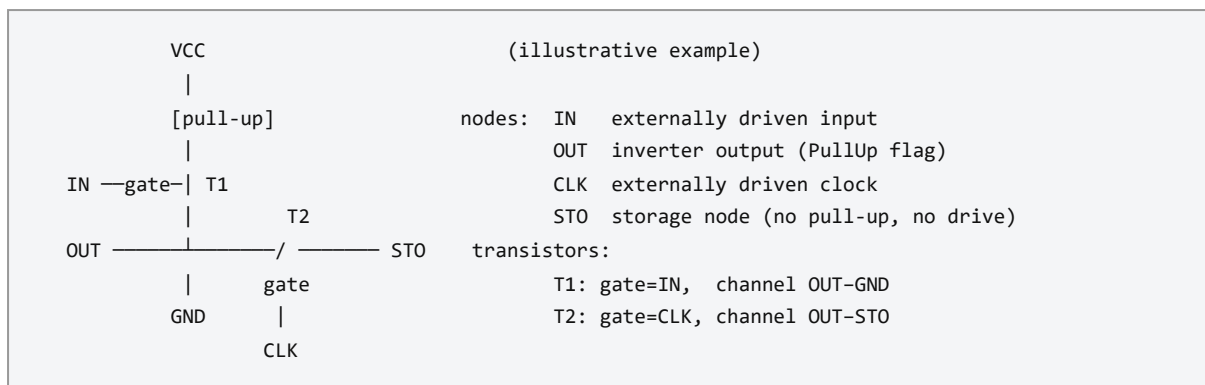 VCC (illustrative example)
|
[pull-up] nodes: IN externally driven input
| OUT inverter output (PullUp flag)
IN ──gate─| T1 CLK externally driven clock
| T2 STO storage node (no pull-up, no drive)
OUT ──────┴───────/ ─────── STO transistors:
| gate T1: gate=IN, channel OUT–GND
GND | T2: gate=CLK, channel OUT–STO
CLK